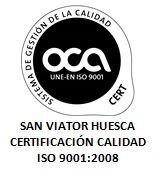 SISTEMA DE GESTIÓN DE LA CALIDAD
oca
UNE-EN ISO 9001
CERT
SAN VIATOR HUESCA
CERTIFICACIÓN CALIDAD
ISO 9001:2008